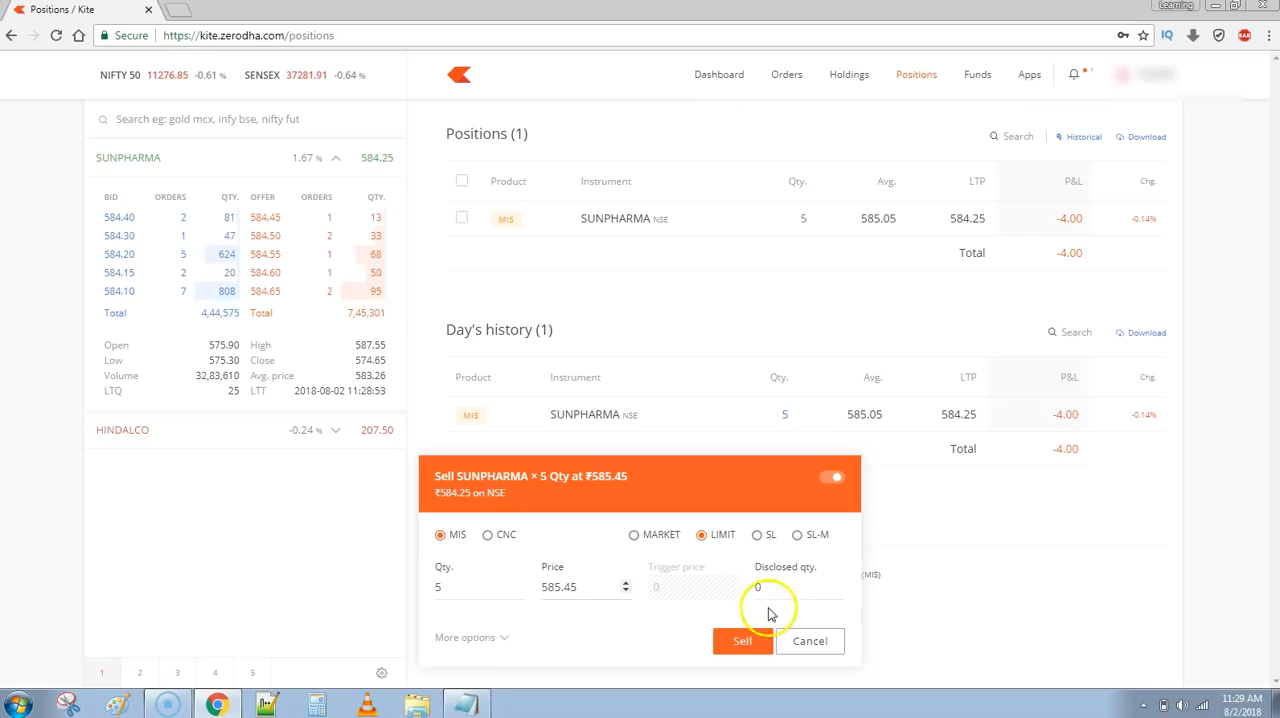 Positions / Kite
Learning
Secure | https://kite.zerodha.com/positions
NIFTY 50 11276.85 -0.61 % SENSEX 37281.91 -0.64 %
Dashboard Orders Holdings Positions Funds Apps 1
Search eg: gold mcx, infy bse, nifty fut
SUNPHARMA 1.67 % 584.25
BID ORDERS QTY. OFFER ORDERS QTY.
584.40 2 81 584.45 1 13
584.30 1 47 584.50 2 33
584.20 5 624 584.55 1 68
584.15 2 20 584.60 1 50
584.10 7 808 584.65 2 95
Total 4,44,575 Total 7,45,301
Open 575.90 High 587.55
Low 575.30 Close 574.65
Volume 32,83,610 Avg. price 583.26
LTQ 25 LTT 2018-08-02 11:28:53
HINDALCO -0.24 % 207.50
1 2 3 4 5
Positions (1) Search Historical Download
Product Instrument Qty. Avg. LTP P&L Chg.
MIS SUNPHARMA NSE 5 585.05 584.25 -4.00 -0.14%
Total -4.00
Day's history (1) Search Download
Product Instrument Qty. Avg. LTP P&L Chg.
MIS SUNPHARMA NSE 5 585.05 584.25 -4.00 -0.14%
Total -4.00
Sell SUNPHARMA × 5 Qty at ₹585.45
₹584.25 on NSE
MIS CNC MARKET LIMIT SL SL-M
Qty. Price Trigger price Disclosed qty.
5 585.45 0 0
(MIS)
More options Sell Cancel
11:29 AM
8/2/2018